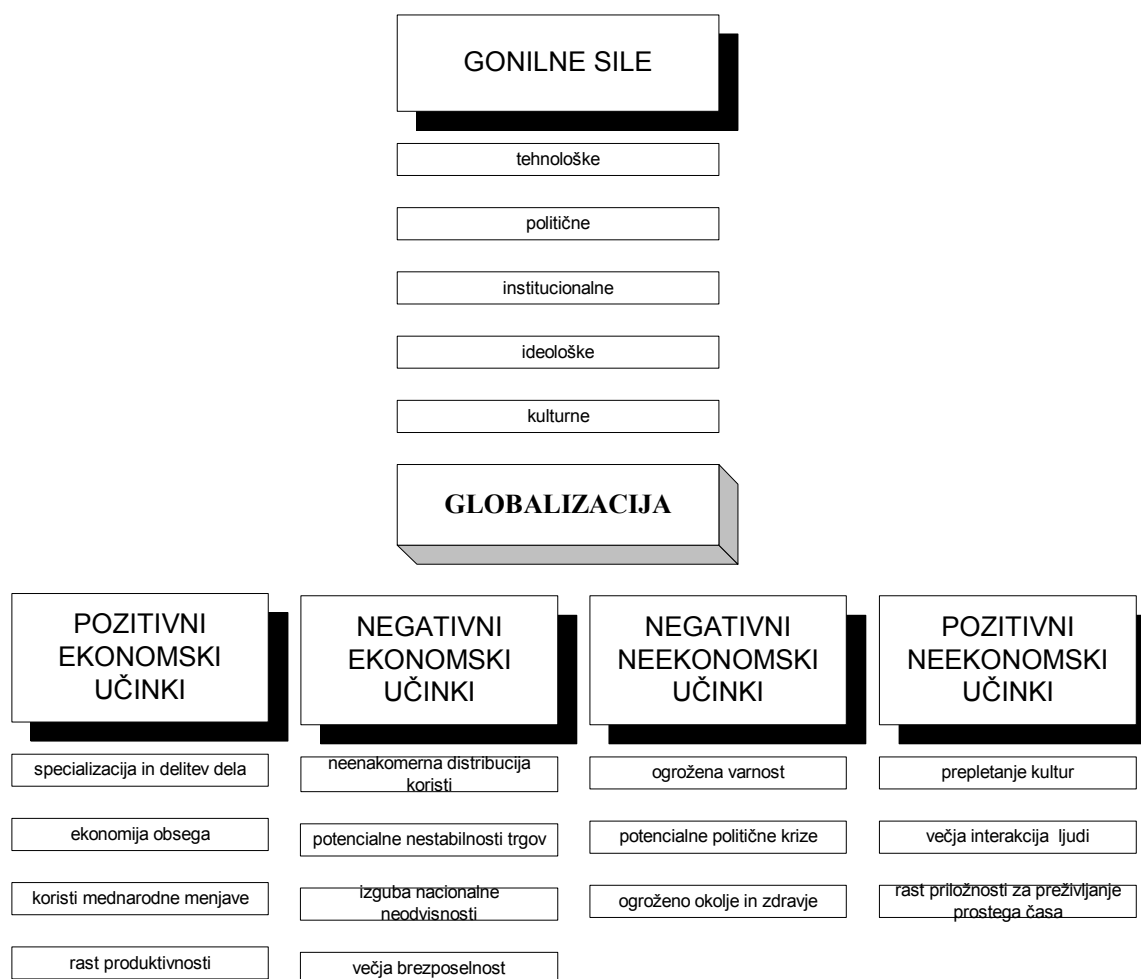 GONILNE SILE
tehnološke
politične
institucionalne
ideološke
kulturne
GLOBALIZACIJA
POZITIVNI
EKONOMSKI
UČINKI
specializacija in delitev dela
ekonomija obsega
koristi mednarodne menjave
rast produktivnosti
NEGATIVNI
EKONOMSKI
UČINKI
neenakomerna distribucija
koristi
potencialne nestabilnosti trgov
izguba nacionalne
neodvisnosti
večja brezposelnost
NEGATIVNI
NEEKONOMSKI
UČINKI
ogrožena varnost
potencialne politične krize
ogroženo okolje in zdravje
POZITIVNI
NEEKONOMSKI
UČINKI
prepletanje kultur
večja interakcija ljudi
rast priložnosti za preživljanje
prostega časa